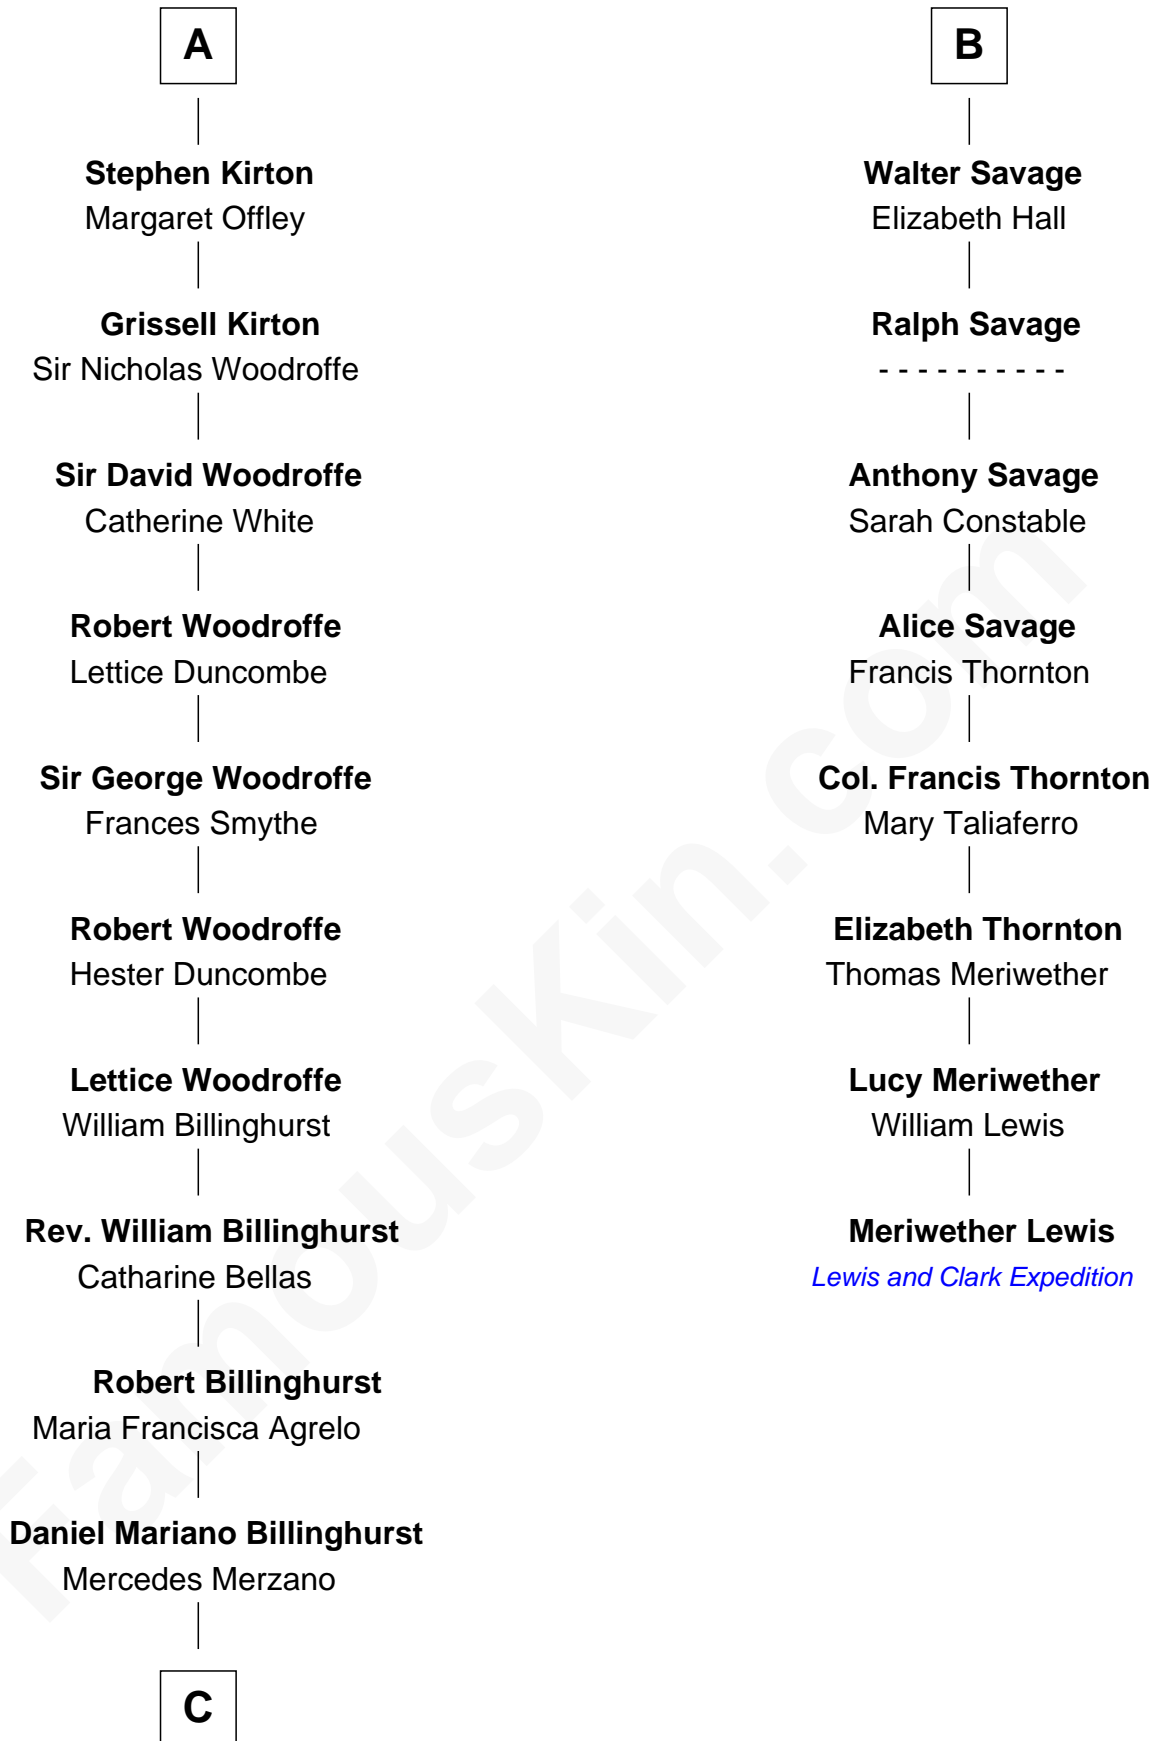 A
Stephen Kirton
Margaret Offley
Grissell Kirton
Sir Nicholas Woodroffe
Sir David Woodroffe
Catherine White
Robert Woodroffe
Lettice Duncombe
Sir George Woodroffe
Frances Smythe
Robert Woodroffe
Hester Duncombe
Lettice Woodroffe
William Billinghurst
Rev. William Billinghurst
Catharine Bellas
Robert Billinghurst
Maria Francisca Agrelo
Daniel Mariano Billinghurst
Mercedes Merzano
C
B
Walter Savage
Elizabeth Hall
Ralph Savage
- - - - - - - - - -
Anthony Savage
Sarah Constable
Alice Savage
Francis Thornton
Col. Francis Thornton
Mary Taliaferro
Elizabeth Thornton
Thomas Meriwether
Lucy Meriwether
William Lewis
Meriwether Lewis
Lewis and Clark Expedition
FamousKin.com